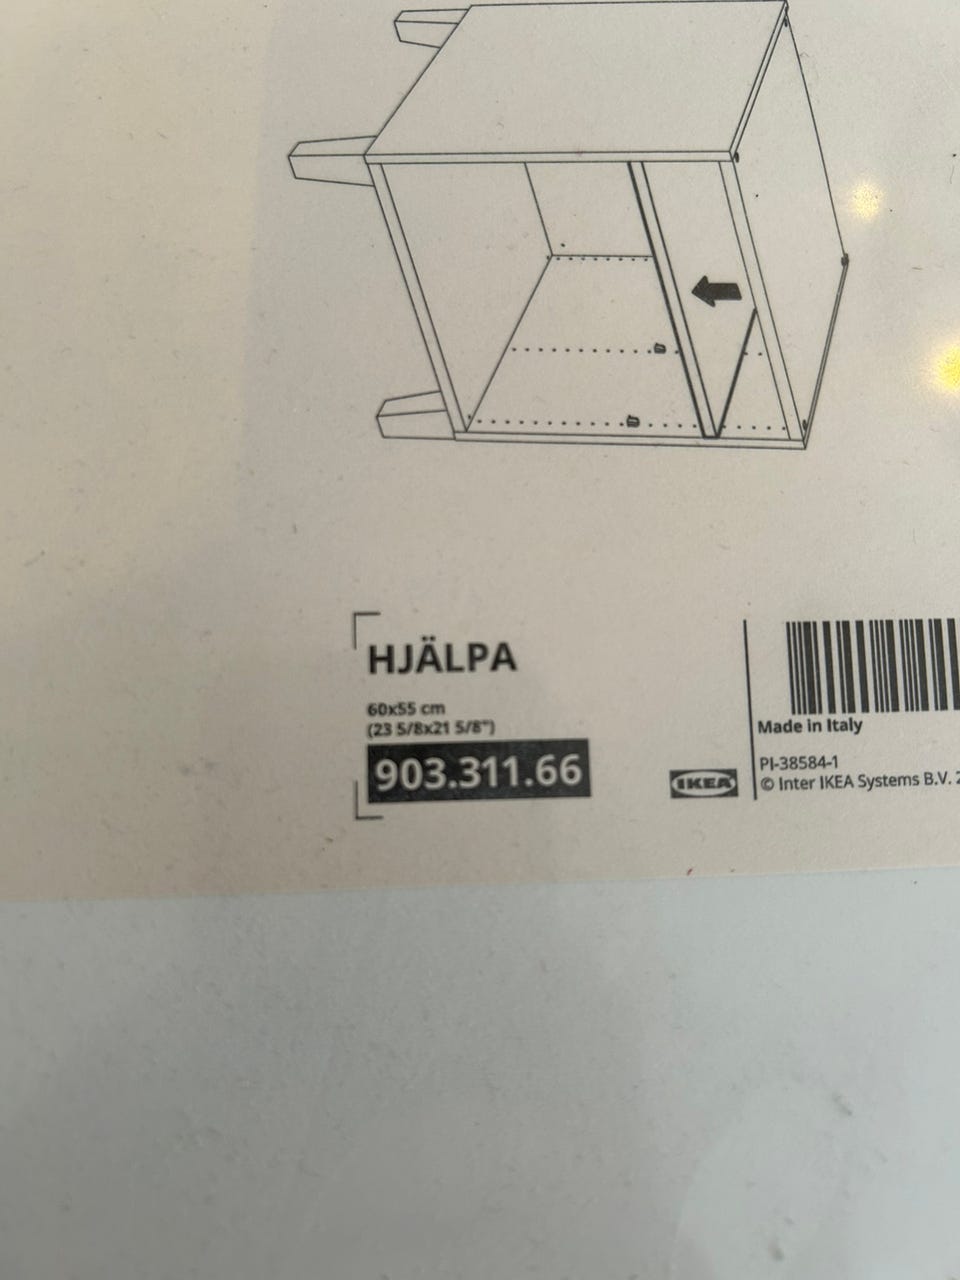 HJÄLPA
60x55 cm
(23 5/8x21 5/8")
903.311.66
IKEA
Made in Italy
PI-38584-1
© Inter IKEA Systems B.V. 2